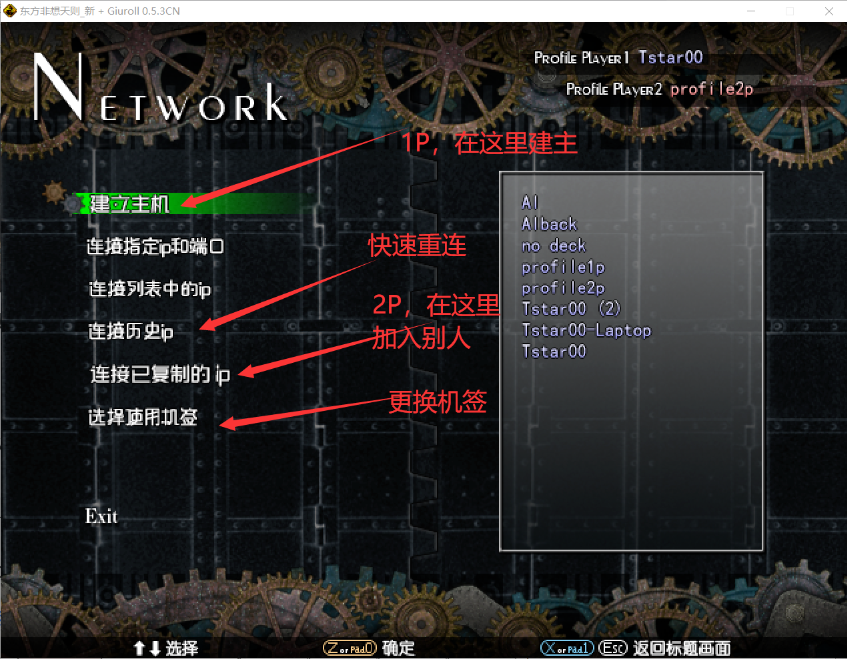 东方非想天则_新 + Giuroll 0.5.3CN
Profile Player1 Tstar00
Profile Player2 profile2p
Network
1P，在这里建主
建立主机
连接指定ip和端口
快速重连
连接列表中的ip
2P，在这里
加入别人
连接历史ip
连接已复制的 ip
更换机签
选择使用机签
Exit
AI
AIback
no deck
profile1p
profile2p
Tstar00 (2)
Tstar00-Laptop
Tstar00
⬆⬇选择
Z or Pad0 确定
X or Pad1 Esc 返回标题画面